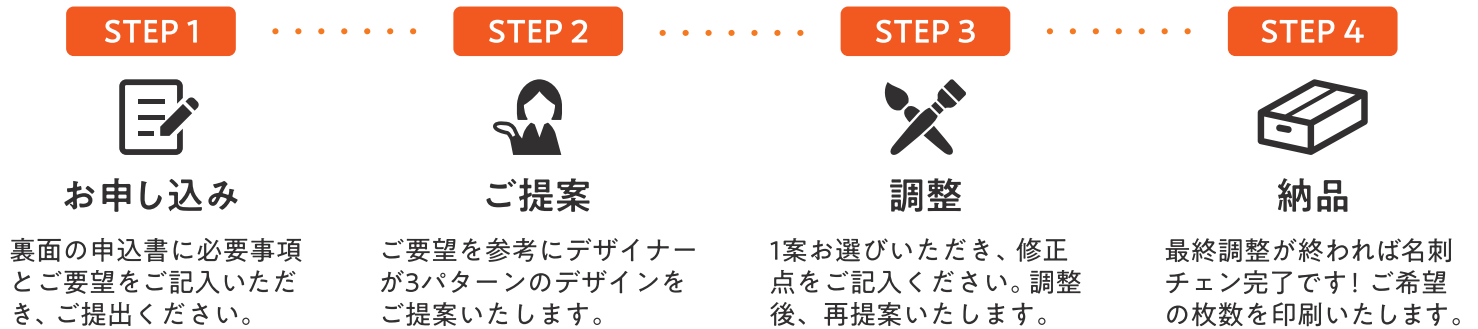 STEP 1
お申し込み
裏面の申込書に必要事項
とご要望をご記入いただ
き、ご提出ください。
STEP 2
ご提案
ご要望を参考にデザイナー
が3パターンのデザインを
ご提案いたします。
STEP 3
調整
1案お選びいただき、修正
点をご記入ください。調整
後、再提案いたします。
STEP 4
納品
最終調整が終われば名刺
チェン完了です！ご希望
の枚数を印刷いたします。